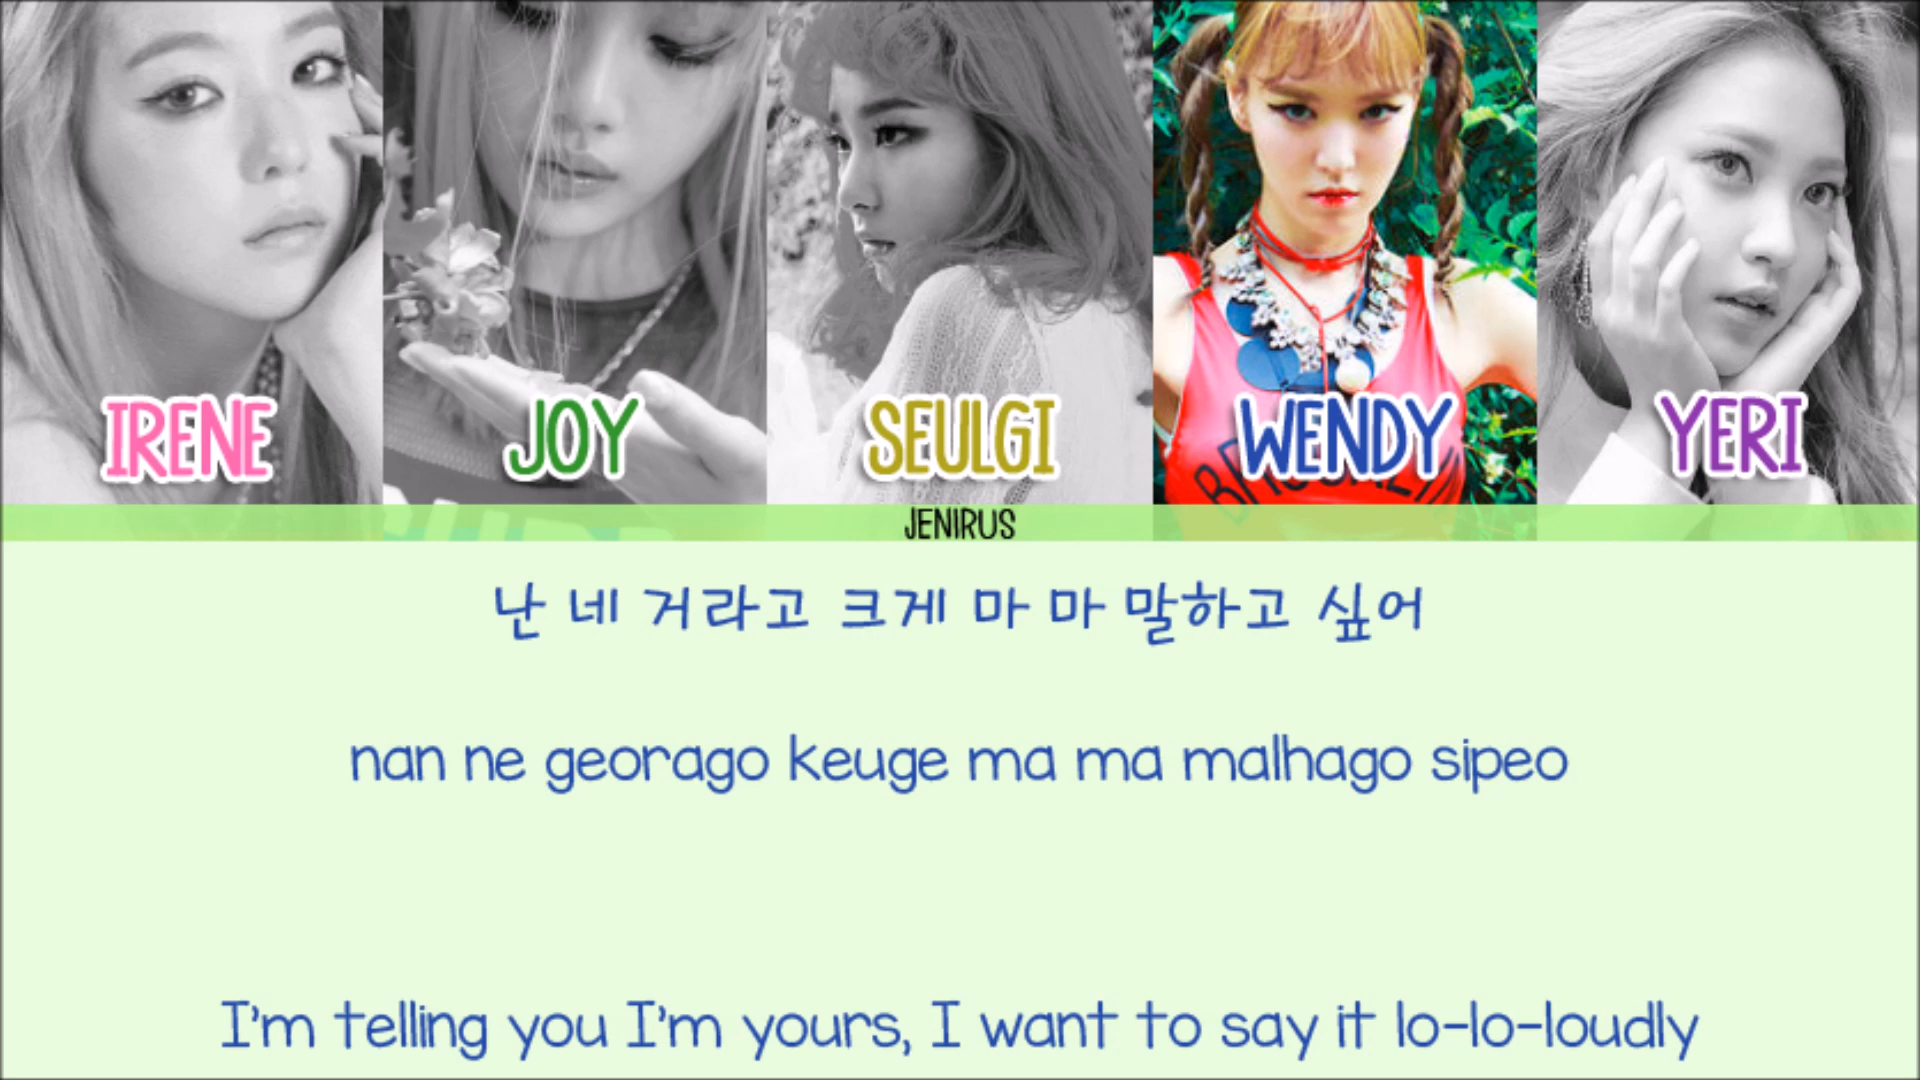 IRENE JOY SEULGI WENDY YERI
JENIRUS
난 네 거라고 크게 마 마 말하고 싶어
nan ne georago keuge ma ma malhago sipeo
I'm telling you I'm yours, I want to say it lo-lo-loudly